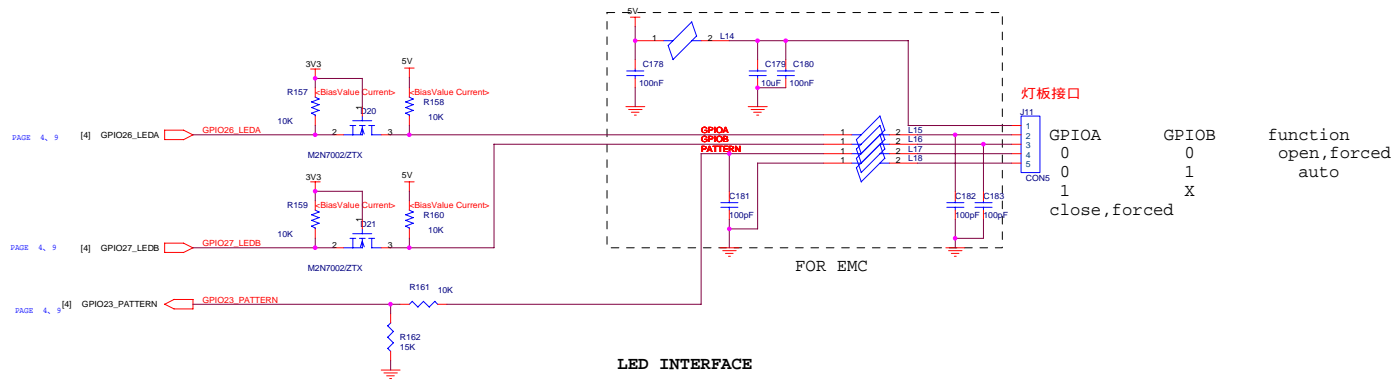 5V
1
2
L14
C178
100nF
C179
10uF
C180
100nF
3V3
5V
<BiasValue Current>
<BiasValue Current>
R157
10K
D20
1
R158
10K
PAGE 4、9
[4]
GPIO26_LEDA
GPIO26_LEDA
2
3
M2N7002/ZTX
灯板接口
J11
GPIOA
1
2
L15
GPIOB
1
2
L16
PATTERN
1
2
L17
1
2
L18
1
2
3
4
5
CON5
GPIOA GPIOB function
0 0 open,forced
0 1 auto
1 X
close,forced
3V3
5V
<BiasValue Current>
<BiasValue Current>
R159
10K
D21
1
R160
10K
C181
100pF
C182
100pF
C183
100pF
PAGE 4、9
[4]
GPIO27_LEDB
GPIO27_LEDB
2
3
M2N7002/ZTX
FOR EMC
PAGE 4、9
[4]
GPIO23_PATTERN
GPIO23_PATTERN
R161
10K
R162
15K
LED INTERFACE